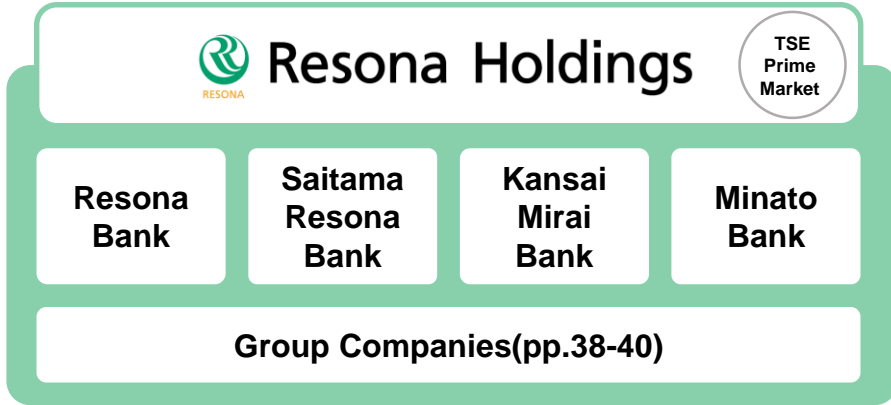 RESONA
Resona Holdings
TSE
Prime
Market
Resona
Bank
Saitama
Resona
Bank
Kansai
Mirai
Bank
Minato
Bank
Group Companies(pp.38-40)